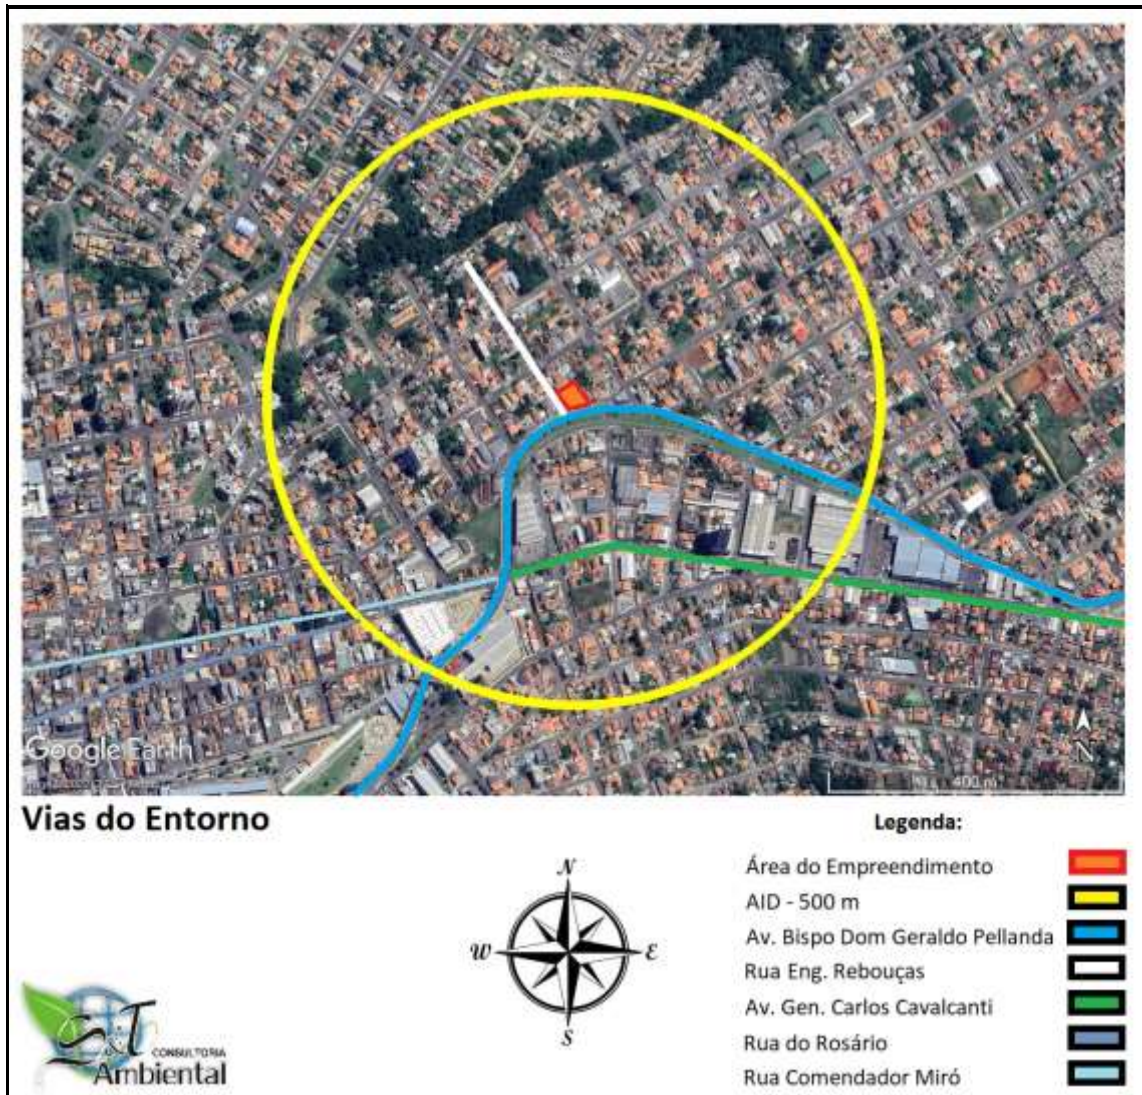 Google Earth
400 m
N
Vias do Entorno
Legenda:
Área do Empreendimento
AID - 500 m
Av. Bispo Dom Geraldo Pellanda
Rua Eng. Rebouças
Av. Gen. Carlos Cavalcanti
Rua do Rosário
Rua Comendador Miró
N
W
E
S
S&T
CONSULTORIA
Ambiental